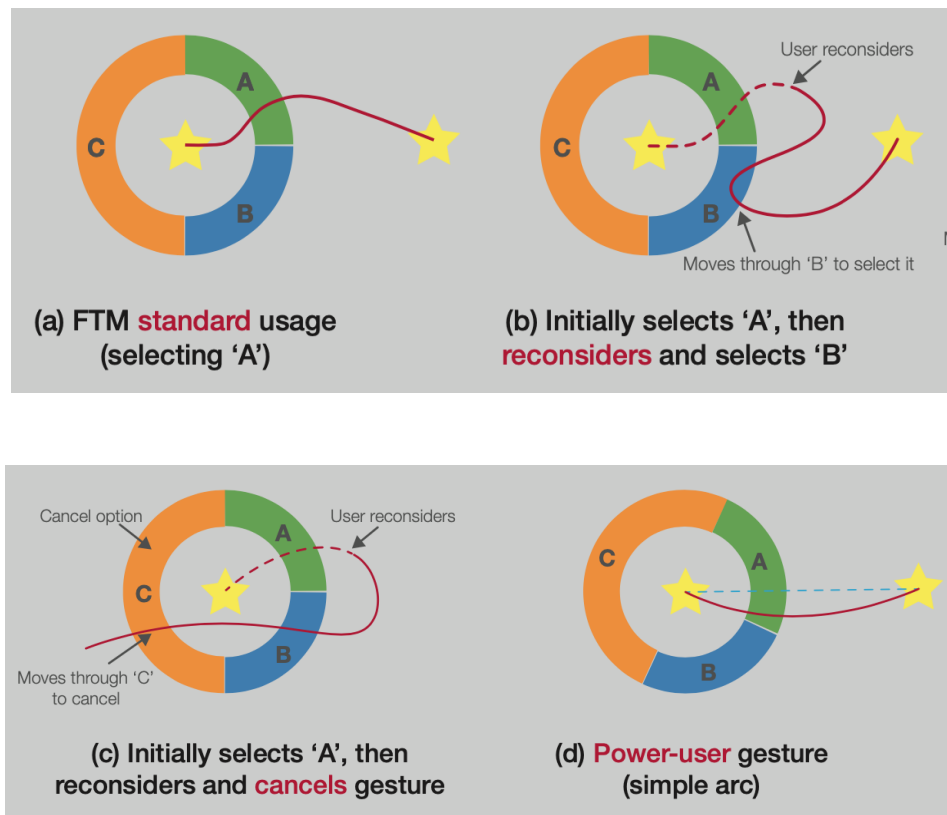 A
C
B
(a) FTM standard usage
(selecting ‘A’)
User reconsiders
A
C
B
Moves through ‘B’ to select it
(b) Initially selects ‘A’, then
reconsiders and selects ‘B’
Cancel option
User reconsiders
A
C
B
Moves through ‘C’
to cancel
(c) Initially selects ‘A’, then
reconsiders and cancels gesture
C
A
B
(d) Power-user gesture
(simple arc)